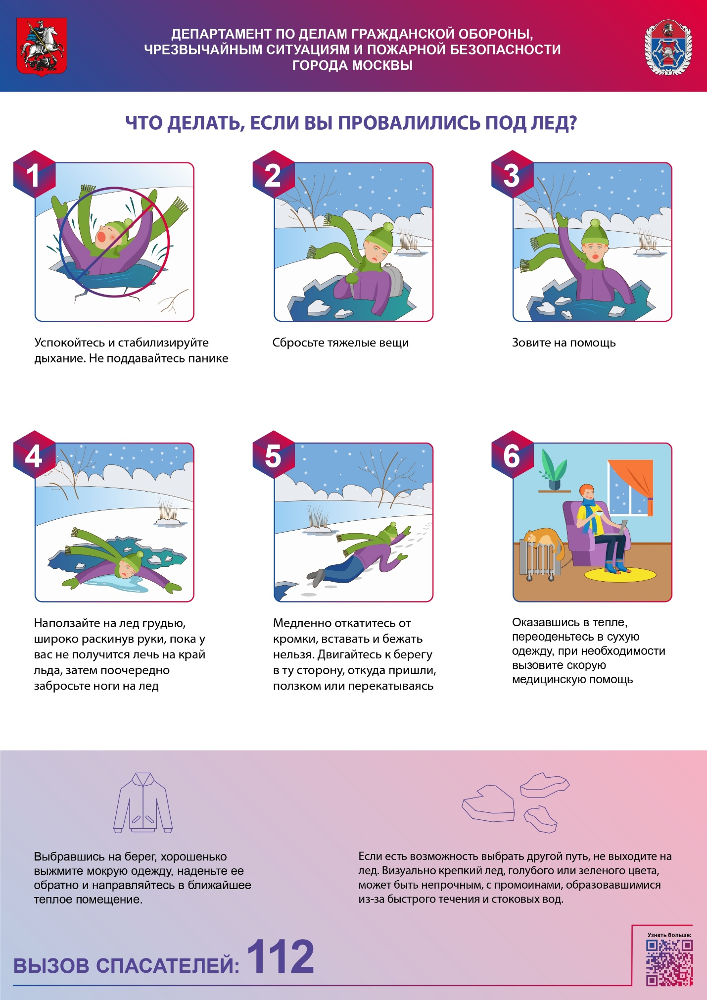 ДЕПАРТАМЕНТ ПО ДЕЛАМ ГРАЖДАНСКОЙ ОБОРОНЫ,
ЧРЕЗВЫЧАЙНЫМ СИТУАЦИЯМ И ПОЖАРНОЙ БЕЗОПАСНОСТИ
ГОРОДА МОСКВЫ
ЧТО ДЕЛАТЬ, ЕСЛИ ВЫ ПРОВАЛИЛИСЬ ПОД ЛЕД?
1
Успокойтесь и стабилизируйте
дыхание. Не поддавайтесь панике
2
Сбросьте тяжелые вещи
3
Зовите на помощь
4
Наползайте на лед грудью,
широко раскинув руки, пока у
вас не получится лечь на край
льда, затем поочередно
забросьте ноги на лед
5
Медленно откатитесь от
кромки, вставать и бежать
нельзя. Двигайтесь к берегу
в ту сторону, откуда пришли,
ползком или перекатываясь
6
Оказавшись в тепле,
переоденьтесь в сухую
одежду, при необходимости
вызовите скорую
медицинскую помощь
Выбравшись на берег, хорошенько
выжмите мокрую одежду, наденьте ее
обратно и направляйтесь в ближайшее
теплое помещение.
Если есть возможность выбрать другой путь, не выходите на
лед. Визуально крепкий лед, голубого или зеленого цвета,
может быть непрочным, с промоинами, образовавшимися
из-за быстрого течения и стоковых вод.
ВЫЗОВ СПАСАТЕЛЕЙ: 112
Узнать больше: